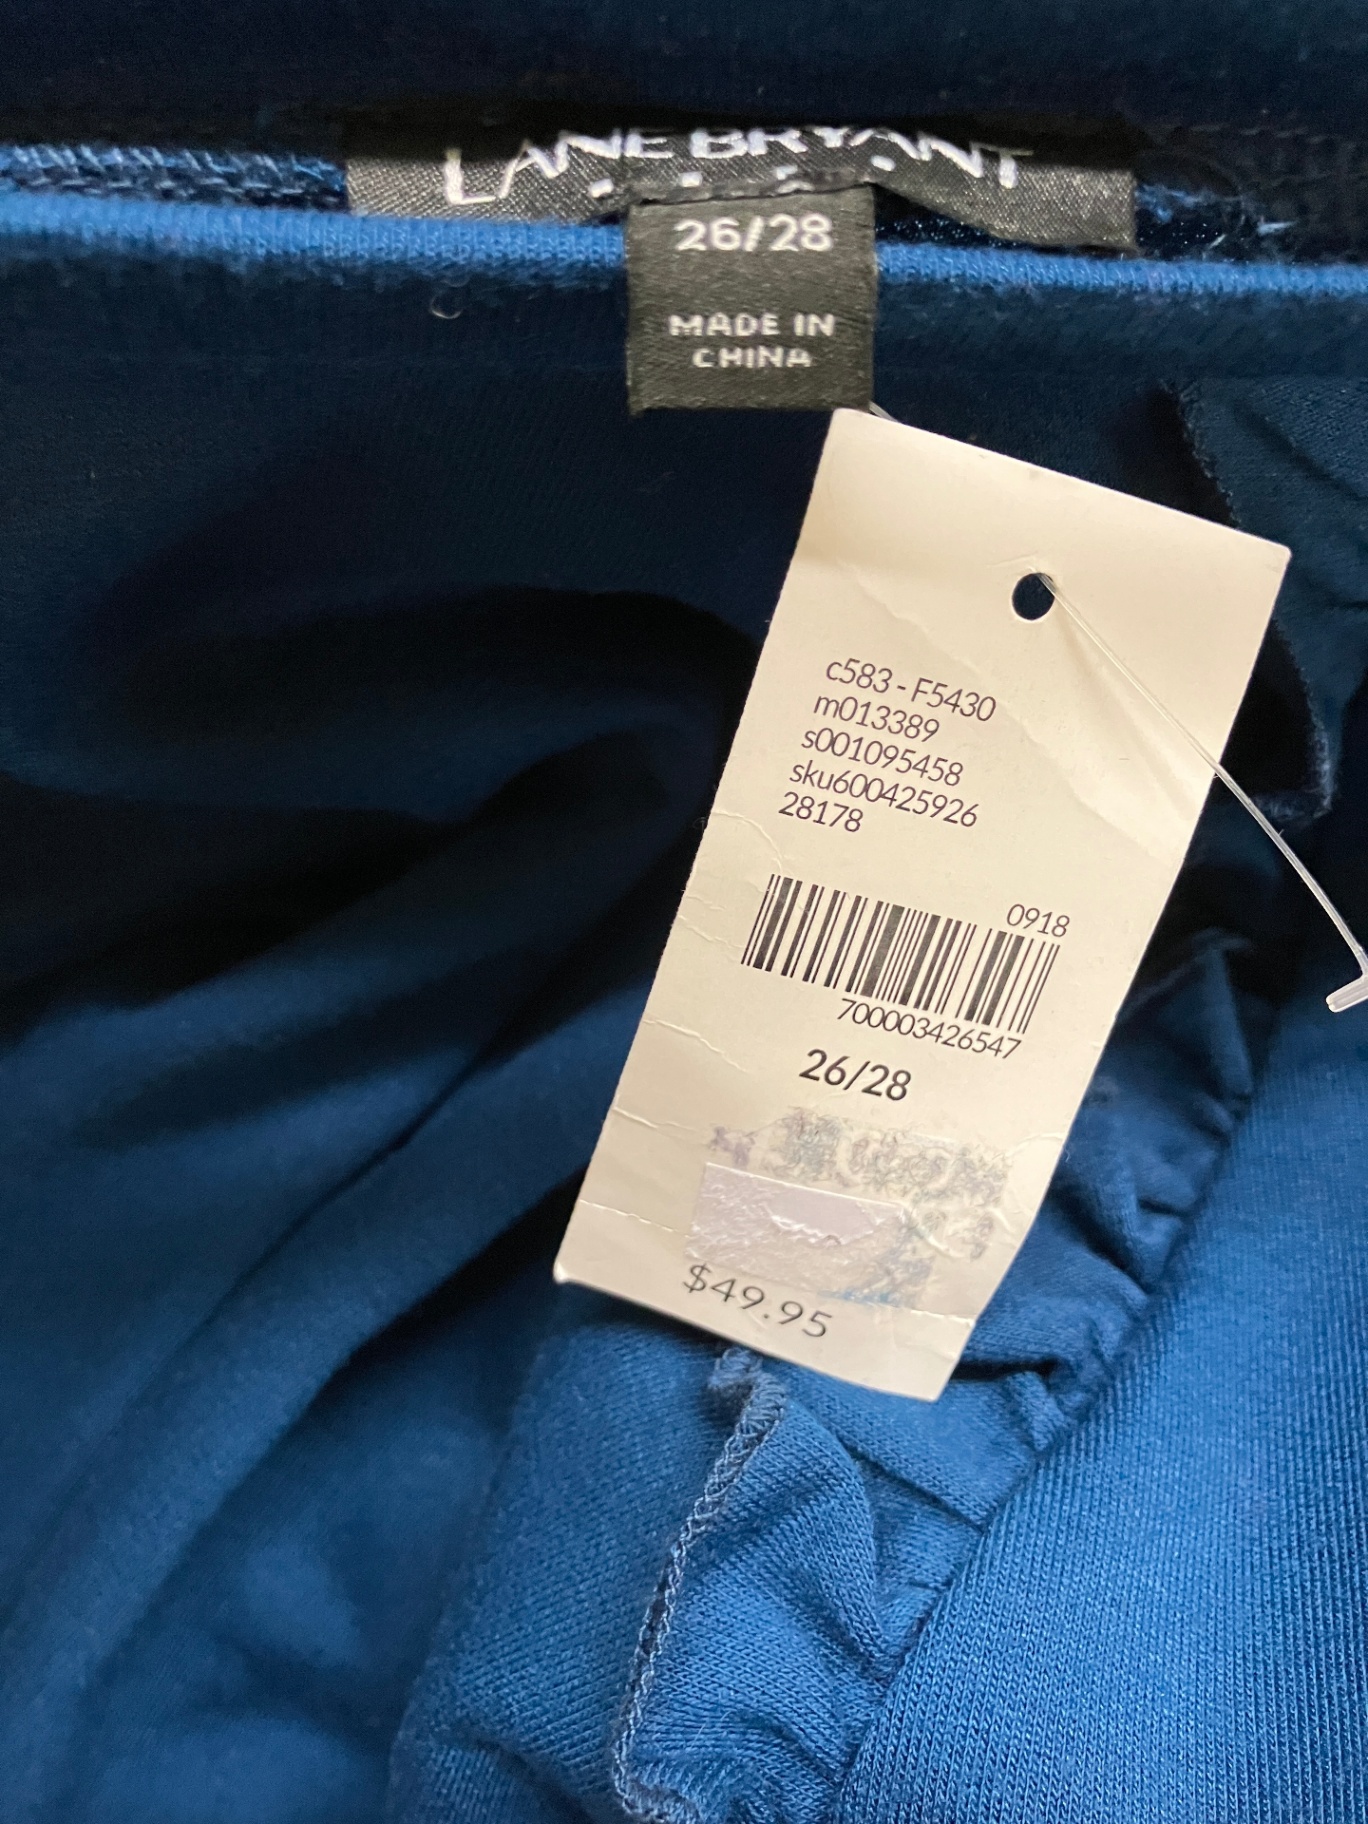 LANE BRYANT
26/28
MADE IN
CHINA
c583 - F5430
m013389
s001095458
sku600425926
28178
0918
700003426547
26/28
$49.95